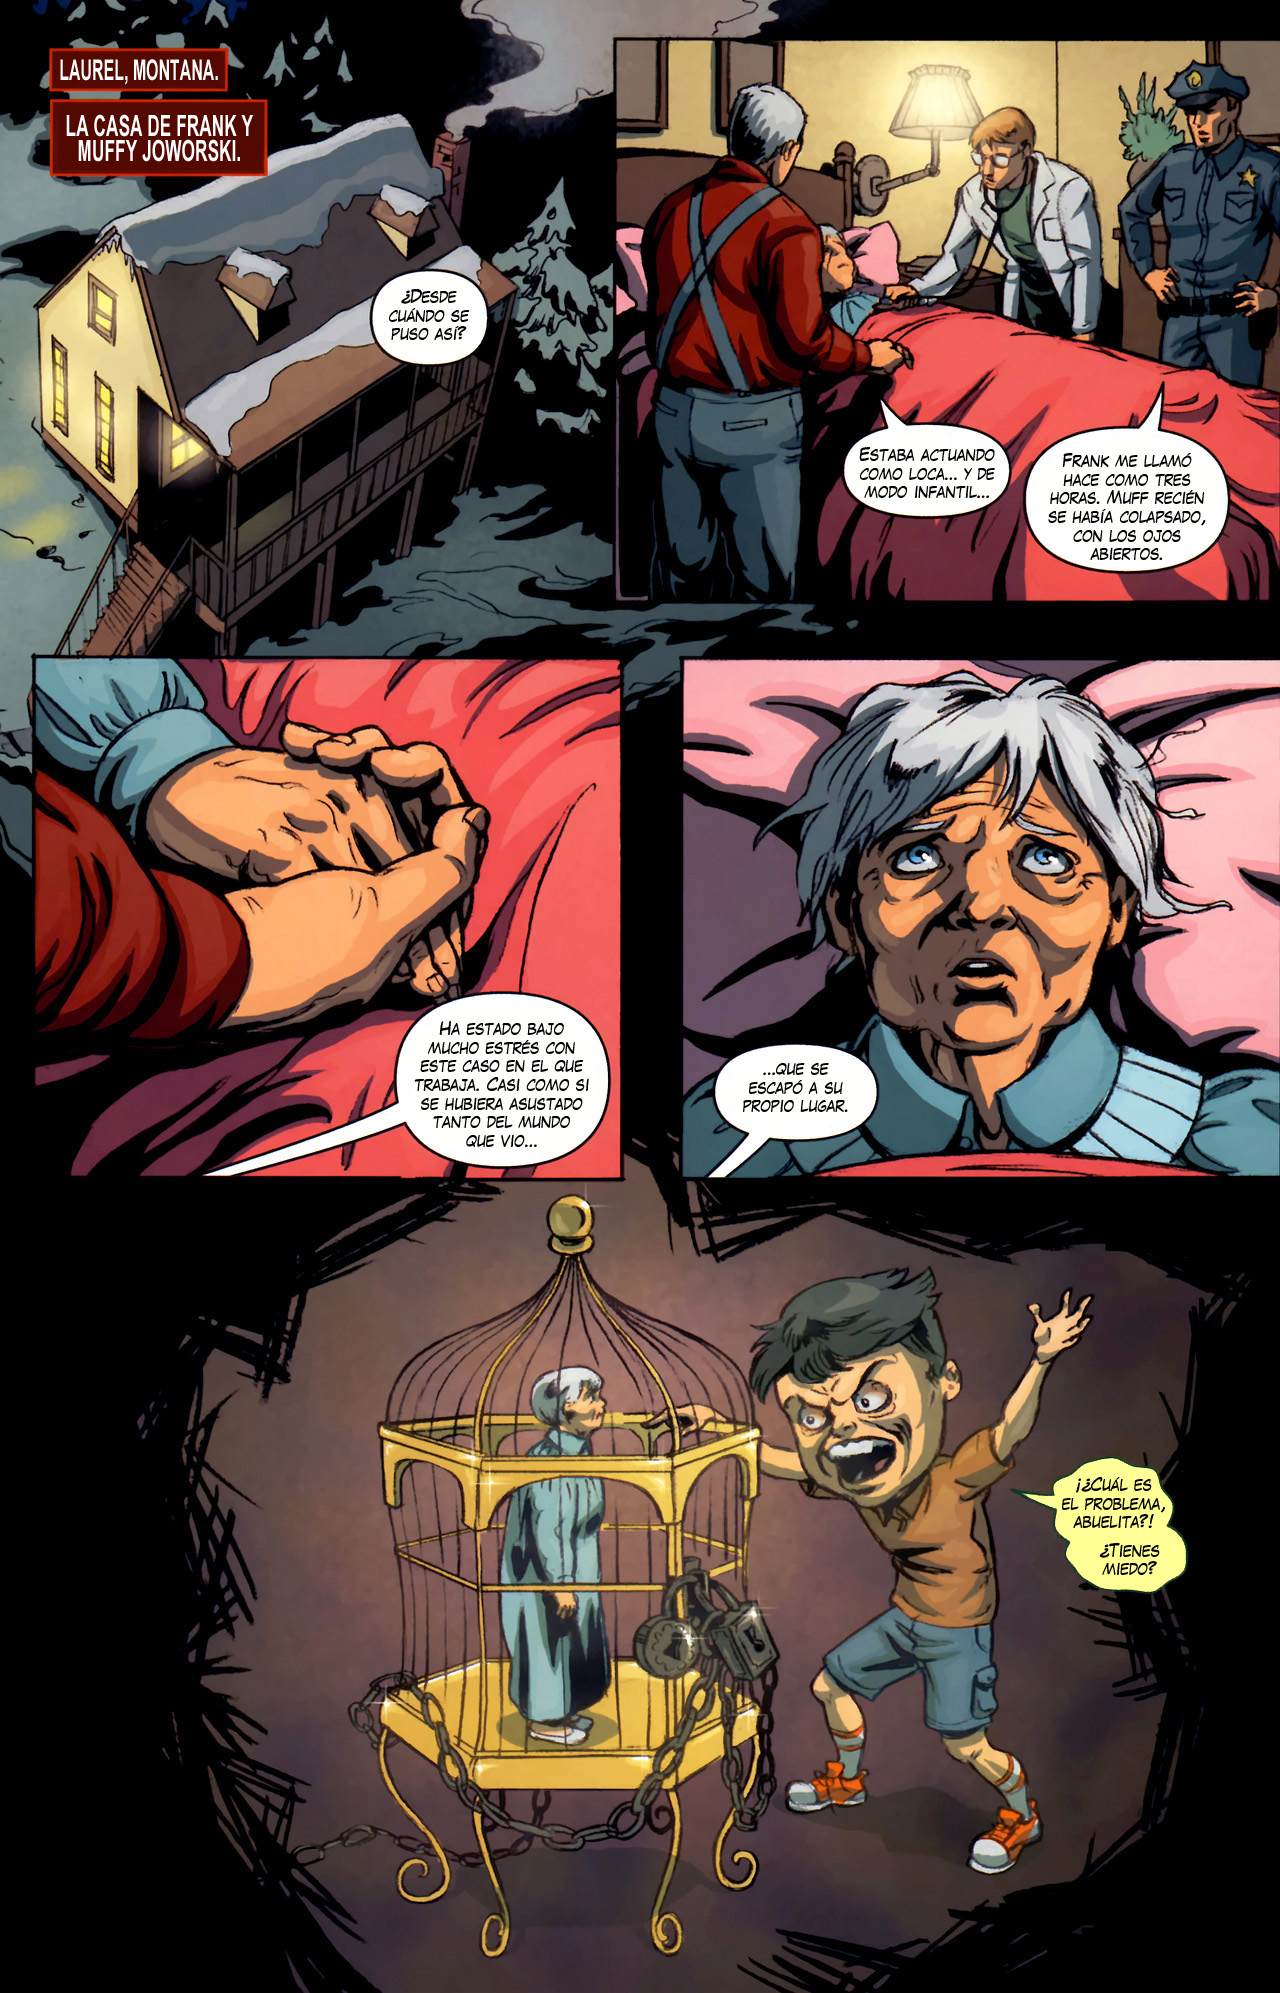 LAUREL, MONTANA.
LA CASA DE FRANK Y
MUFFY JOWORSKI.
¿DESDE
CUÁNDO SE
PUSO ASÍ?
ESTABA ACTUANDO
COMO LOCA... Y DE
MODO INFANTIL...
FRANK ME LLAMÓ
HACE COMO TRES
HORAS. MUFF RECIÉN
SE HABÍA COLAPSADO,
CON LOS OJOS
ABIERTOS.
HA ESTADO BAJO
MUCHO ESTRÉS CON
ESTE CASO EN EL QUE
TRABAJA. CASI COMO SI
SE HUBIERA ASUSTADO
TANTO DEL MUNDO
QUE VIO...
...QUE SE
ESCAPÓ A SU
PROPIO LUGAR.
¡¿CUÁL ES
EL PROBLEMA,
ABUELITA?!
¿TIENES
MIEDO?